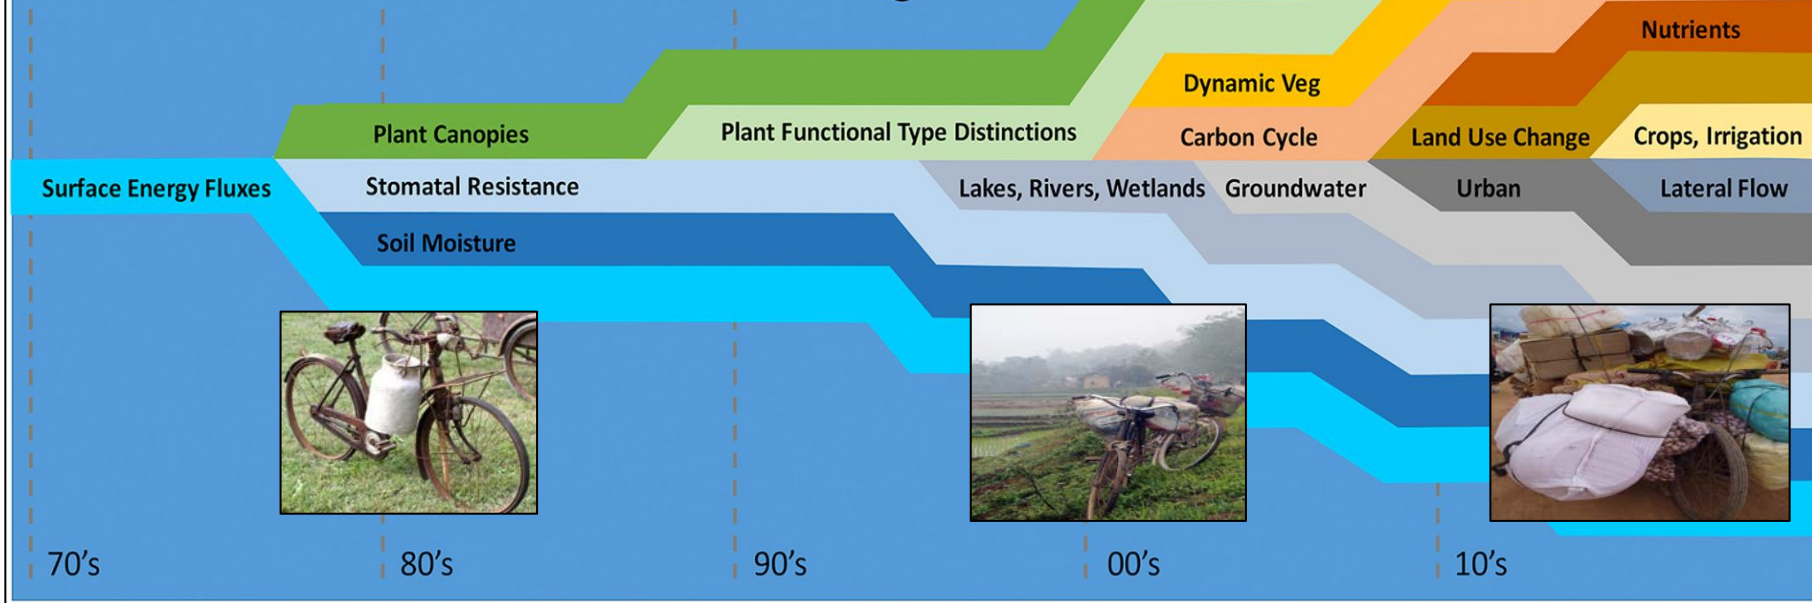 Nutrients
Dynamic Veg
Plant Canopies
Plant Functional Type Distinctions
Carbon Cycle
Land Use Change
Crops, Irrigation
Surface Energy Fluxes
Stomatal Resistance
Lakes, Rivers, Wetlands
Groundwater
Urban
Lateral Flow
Soil Moisture
70’s
80’s
90’s
00’s
10’s